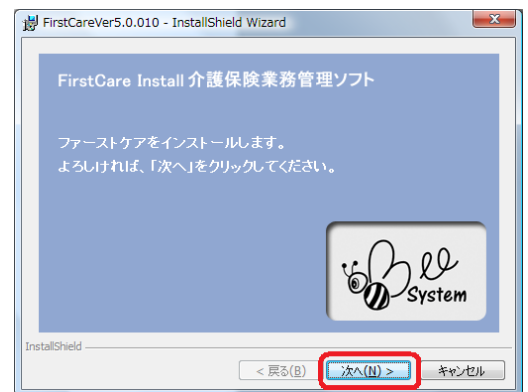 FirstCareVer5.0.010 - InstallShield Wizard
FirstCare Install 介護保険業務管理ソフト
ファーストケアをインストールします。
よろしければ、「次へ」をクリックしてください。
Bee
System
InstallShield
< 戻る(B)
次へ(N) >
キャンセル